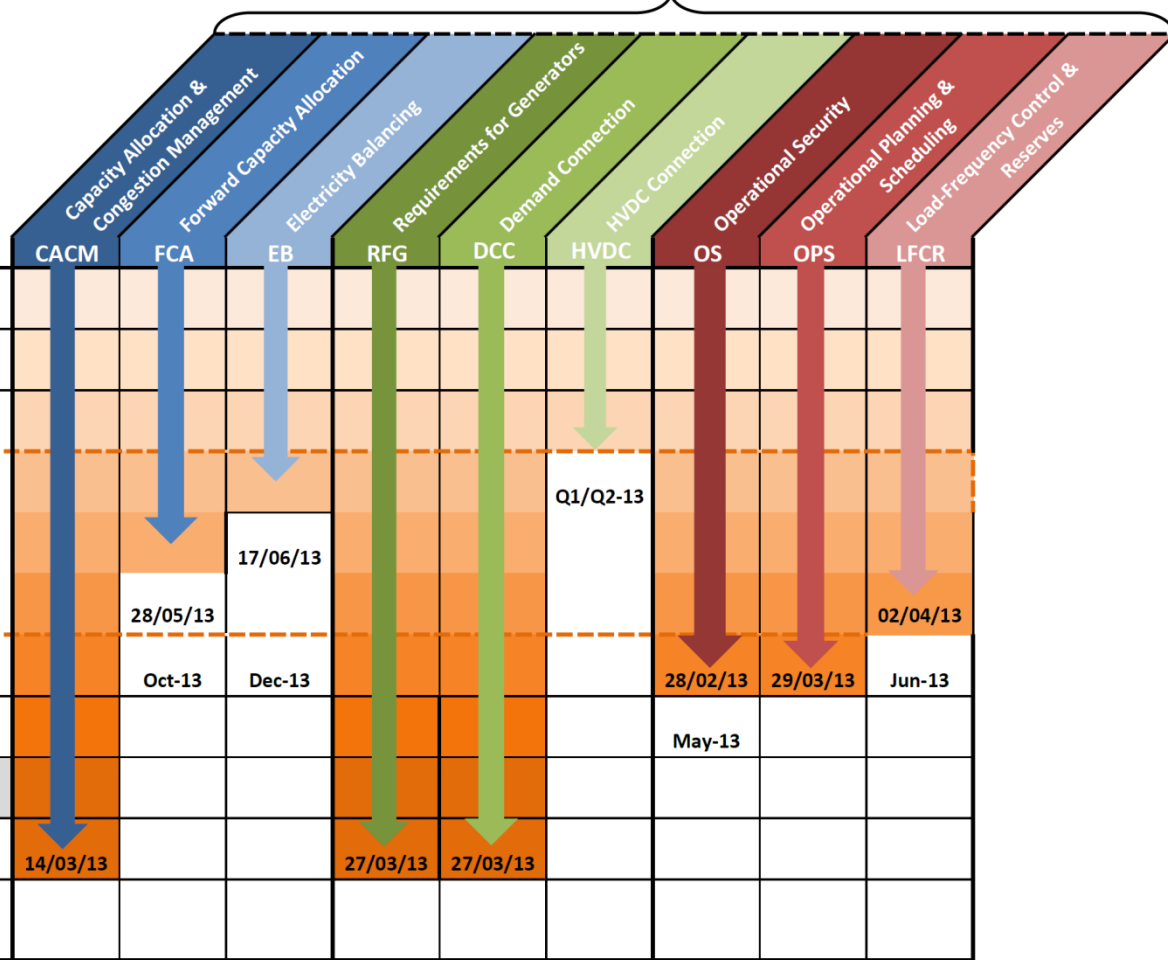 Capacity Allocation &
Congestion Management
Forward Capacity Allocation
Electricity Balancing
Requirements for Generators
Demand Connection
HVDC Connection
Operational Security
Operational Planning &
Scheduling
Load-Frequency Control &
Reserves
CACM FCA EB RFG DCC HVDC OS OPS LFCR
Q1/Q2-13
17/06/13
28/05/13 02/04/13
Oct-13 Dec-13 28/02/13 29/03/13 Jun-13
May-13
14/03/13 27/03/13 27/03/13